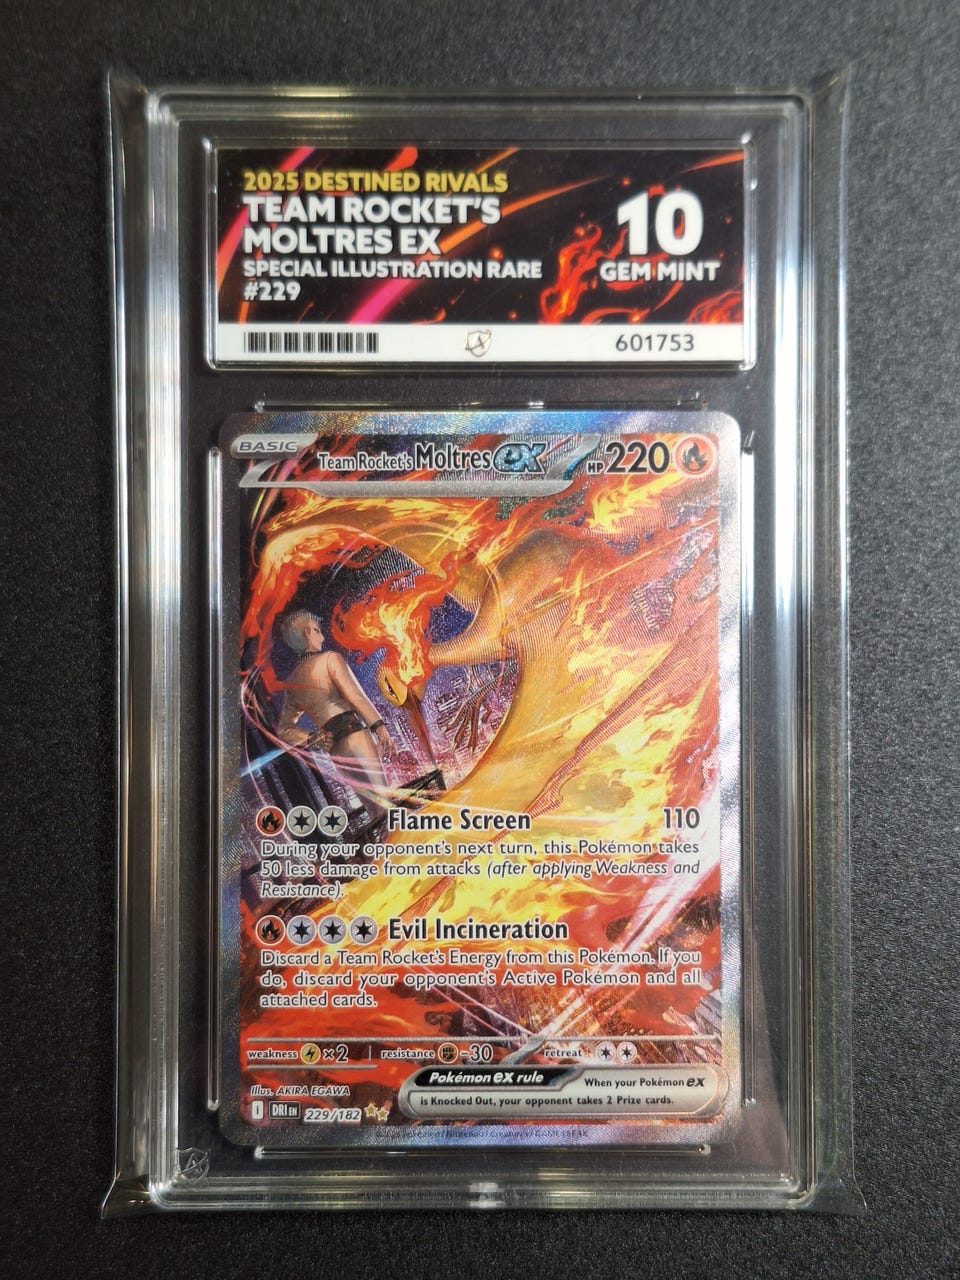 2025 DESTINED RIVALS
TEAM ROCKET'S
MOLTRES EX
SPECIAL ILLUSTRATION RARE
#229
10
GEM MINT
601753
BASIC
Team Rocket's Moltres ex HP 220
Flame Screen 110
During your opponent's next turn, this Pokémon takes
50 less damage from attacks (after applying Weakness and
Resistance).
Evil Incineration
Discard a Team Rocket's Energy from this Pokémon. If you
do, discard your opponent's Active Pokémon and all
attached cards.
weakness ×2 resistance -30 retreat
Pokémon ex rule When your Pokémon ex
is Knocked Out, your opponent takes 2 Prize cards.
Illus. AKIRA EGAWA
I DRI EN 229/182